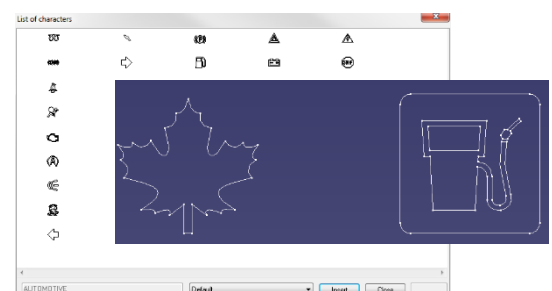 List of characters
(P)
AUTOMOTIVE
Default
Insert
Close